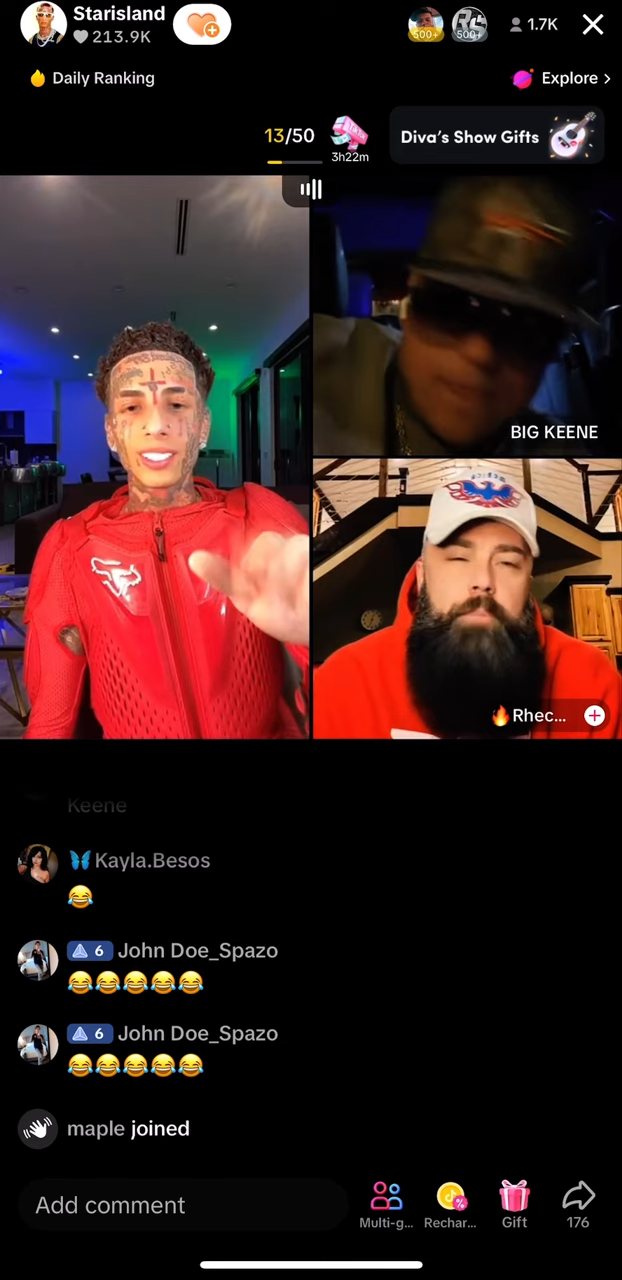 Starisland
213.9K
500+
500+
1.7K
Daily Ranking
Explore >
13/50
3h22m
Diva's Show Gifts
BIG KEENE
Rhec...
Keene
Kayla.Besos
😂
6 John Doe_Spazo
😂😂😂😂😂
6 John Doe_Spazo
😂😂😂😂😂
maple joined
Add comment
Multi-g...
Rechar...
Gift
176